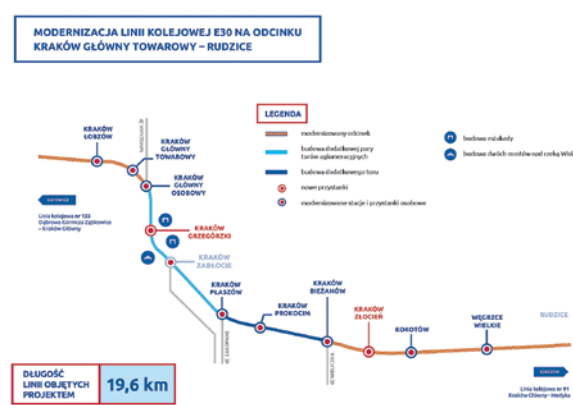 MODERNIZACJA LINII KOLEJOWEJ E30 NA ODCINKU
KRAKÓW GŁÓWNY TOWAROWY – RUDZICE
LEGENDA
modernizowany odcinek
budowa dodatkowej pary
torów aglomeracyjnych
budowa dodatkowego toru
nowe przystanki
modernizowane stacje i przystanki osobowe
budowa estakady
budowa dwóch mostów nad rzeką
KRAKÓW
ŁOBZÓW
KRAKÓW
GŁÓWNY
TOWAROWY
KRAKÓW
GŁÓWNY
OSOBOWY
Linia kolejowa nr 133
Dąbrowa Górnicza Ząbkowice
– Kraków Główny
KRAKÓW
GRZEGÓRZKI
KRAKÓW
ZABŁOCIE
KRAKÓW
PŁASZÓW
KRAKÓW
PROKOCIM
KRAKÓW
BIEŻANÓW
KRAKÓW
ZŁOCIEŃ
KOKOTÓW
WĘGRZCE
WIELKIE
RUDZICE
ZAKOPANE
WIELICZKA
Linia kolejowa nr 91
Kraków Główny - Medyka
DŁUGOŚĆ
LINII OBJĘTYCH
PROJEKTEM
19,6 km